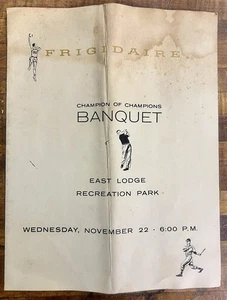 FRIGIDAIRE
CHAMPION OF CHAMPIONS
BANQUET
EAST LODGE
RECREATION PARK
WEDNESDAY, NOVEMBER 22 - 6:00 P.M.